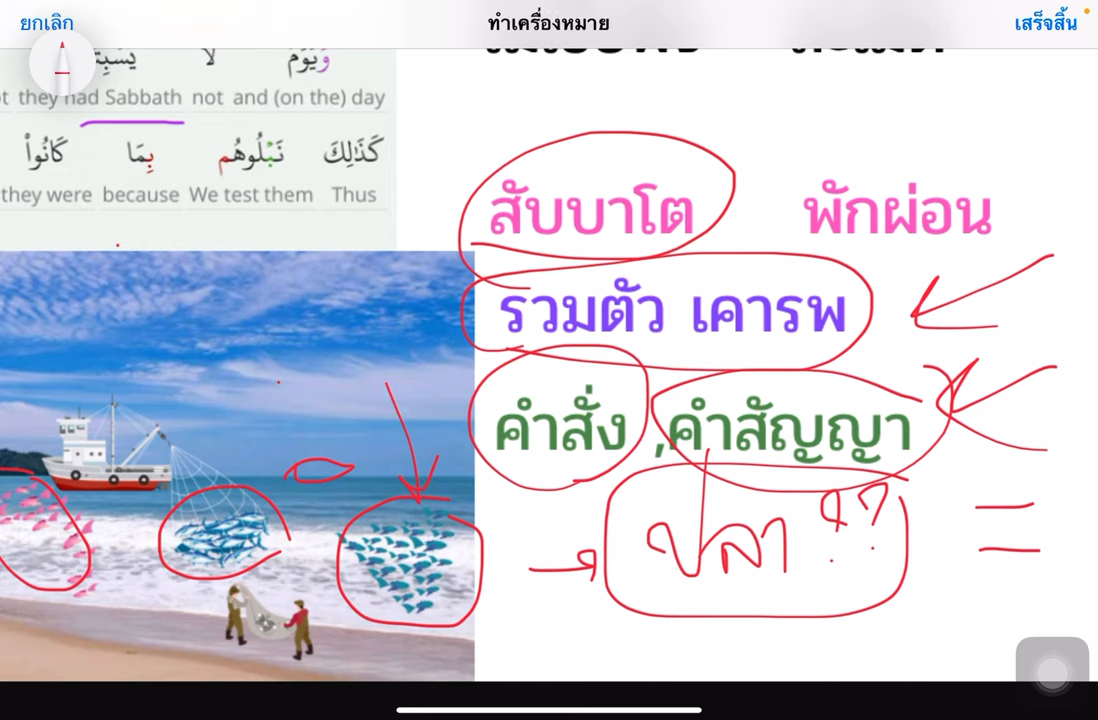 ยกเลิก ทำเครื่องหมาย เสร็จสิ้น
وَيَوْمَ لَا
they had Sabbath not and (on the) day
كَذَٰلِكَ نَبْلُوهُم بِمَا كَانُوا۟
they were because We test them Thus
สับบาโต พักผ่อน
รวมตัว เคารพ
คำสั่ง ,คำสัญญา
ปลา ??